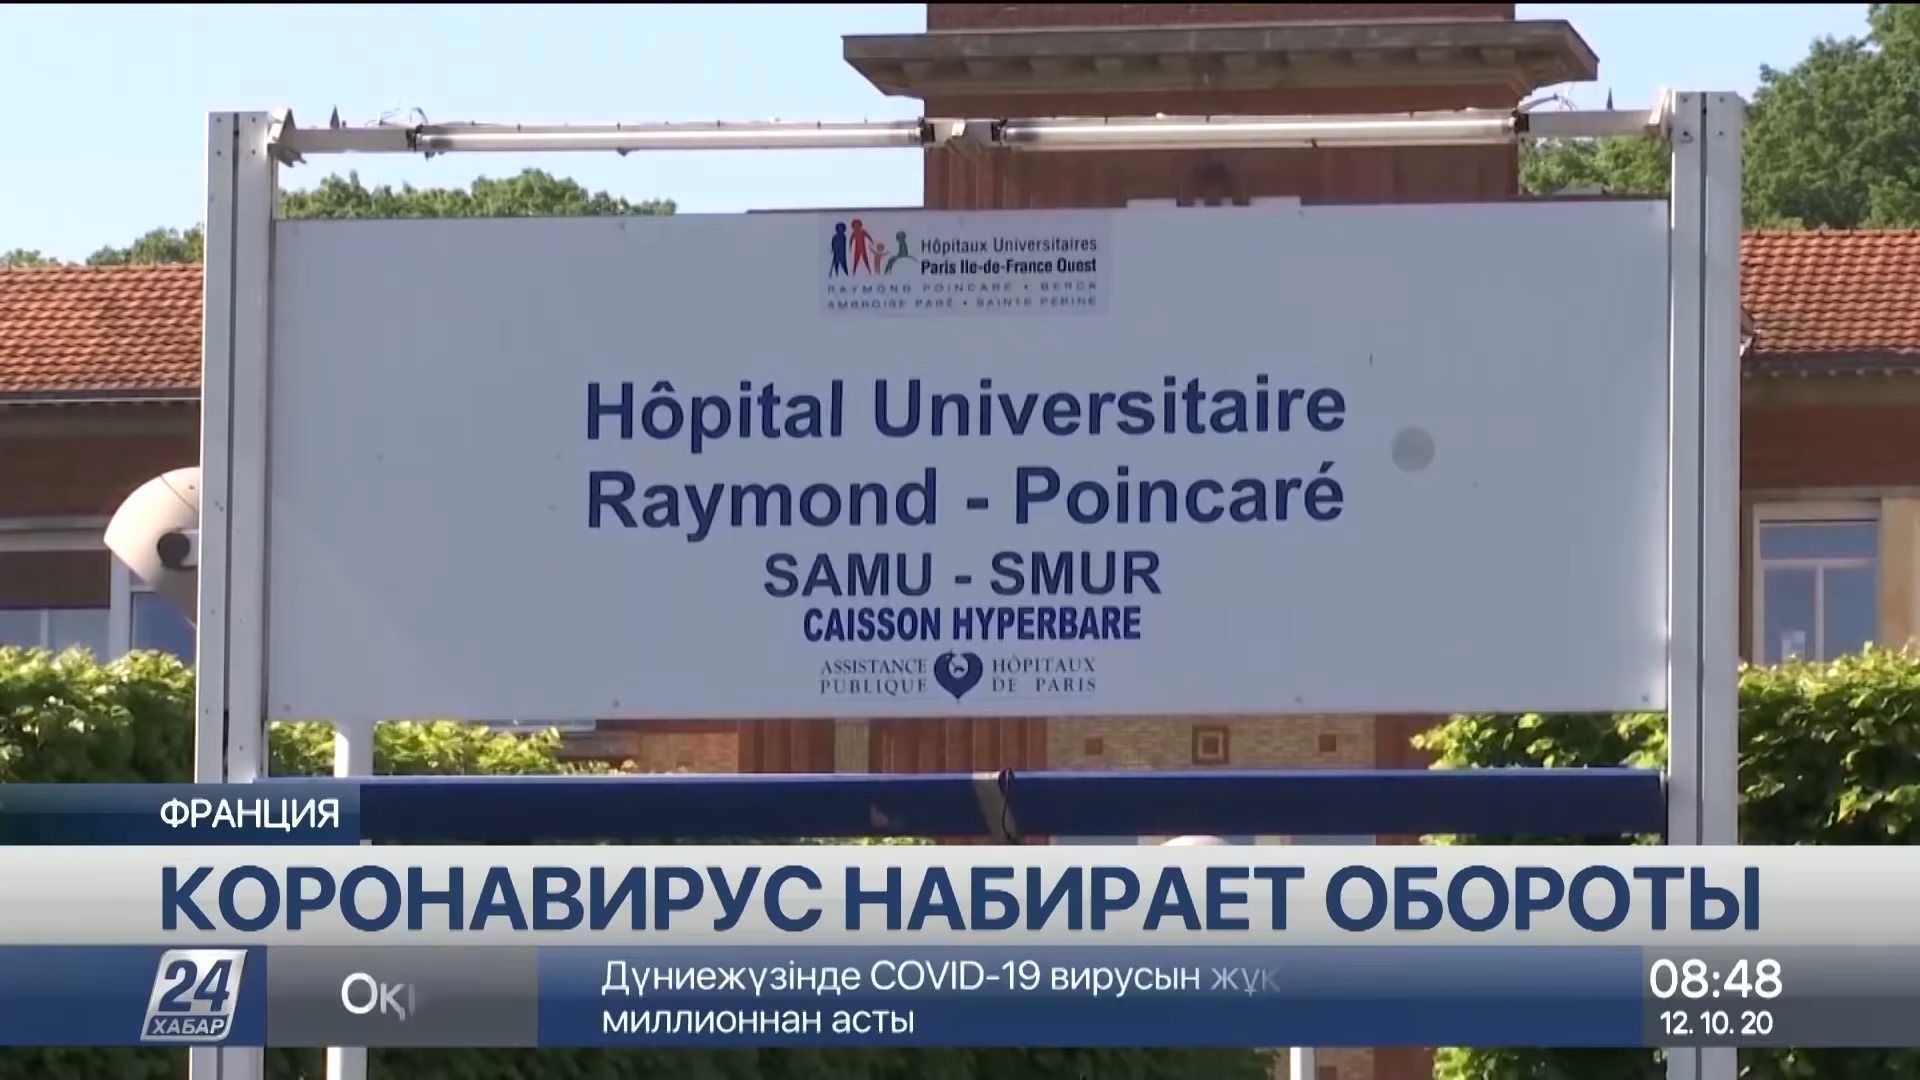 Hôpitaux Universitaires
Paris Ile-de-France Ouest
RAYMOND POINCARÉ • BERCK
AMBROISE PARÉ • SAINTE PÉRINE
Hôpital Universitaire
Raymond - Poincaré
SAMU - SMUR
CAISSON HYPERBARE
ASSISTANCE HÔPITAUX
PUBLIQUE DE PARIS
ФРАНЦИЯ
КОРОНАВИРУС НАБИРАЕТ ОБОРОТЫ
24
ХАБАР
Дүниежүзінде COVID-19 вирусын жұқ
миллионнан асты
08:48
12.10.20